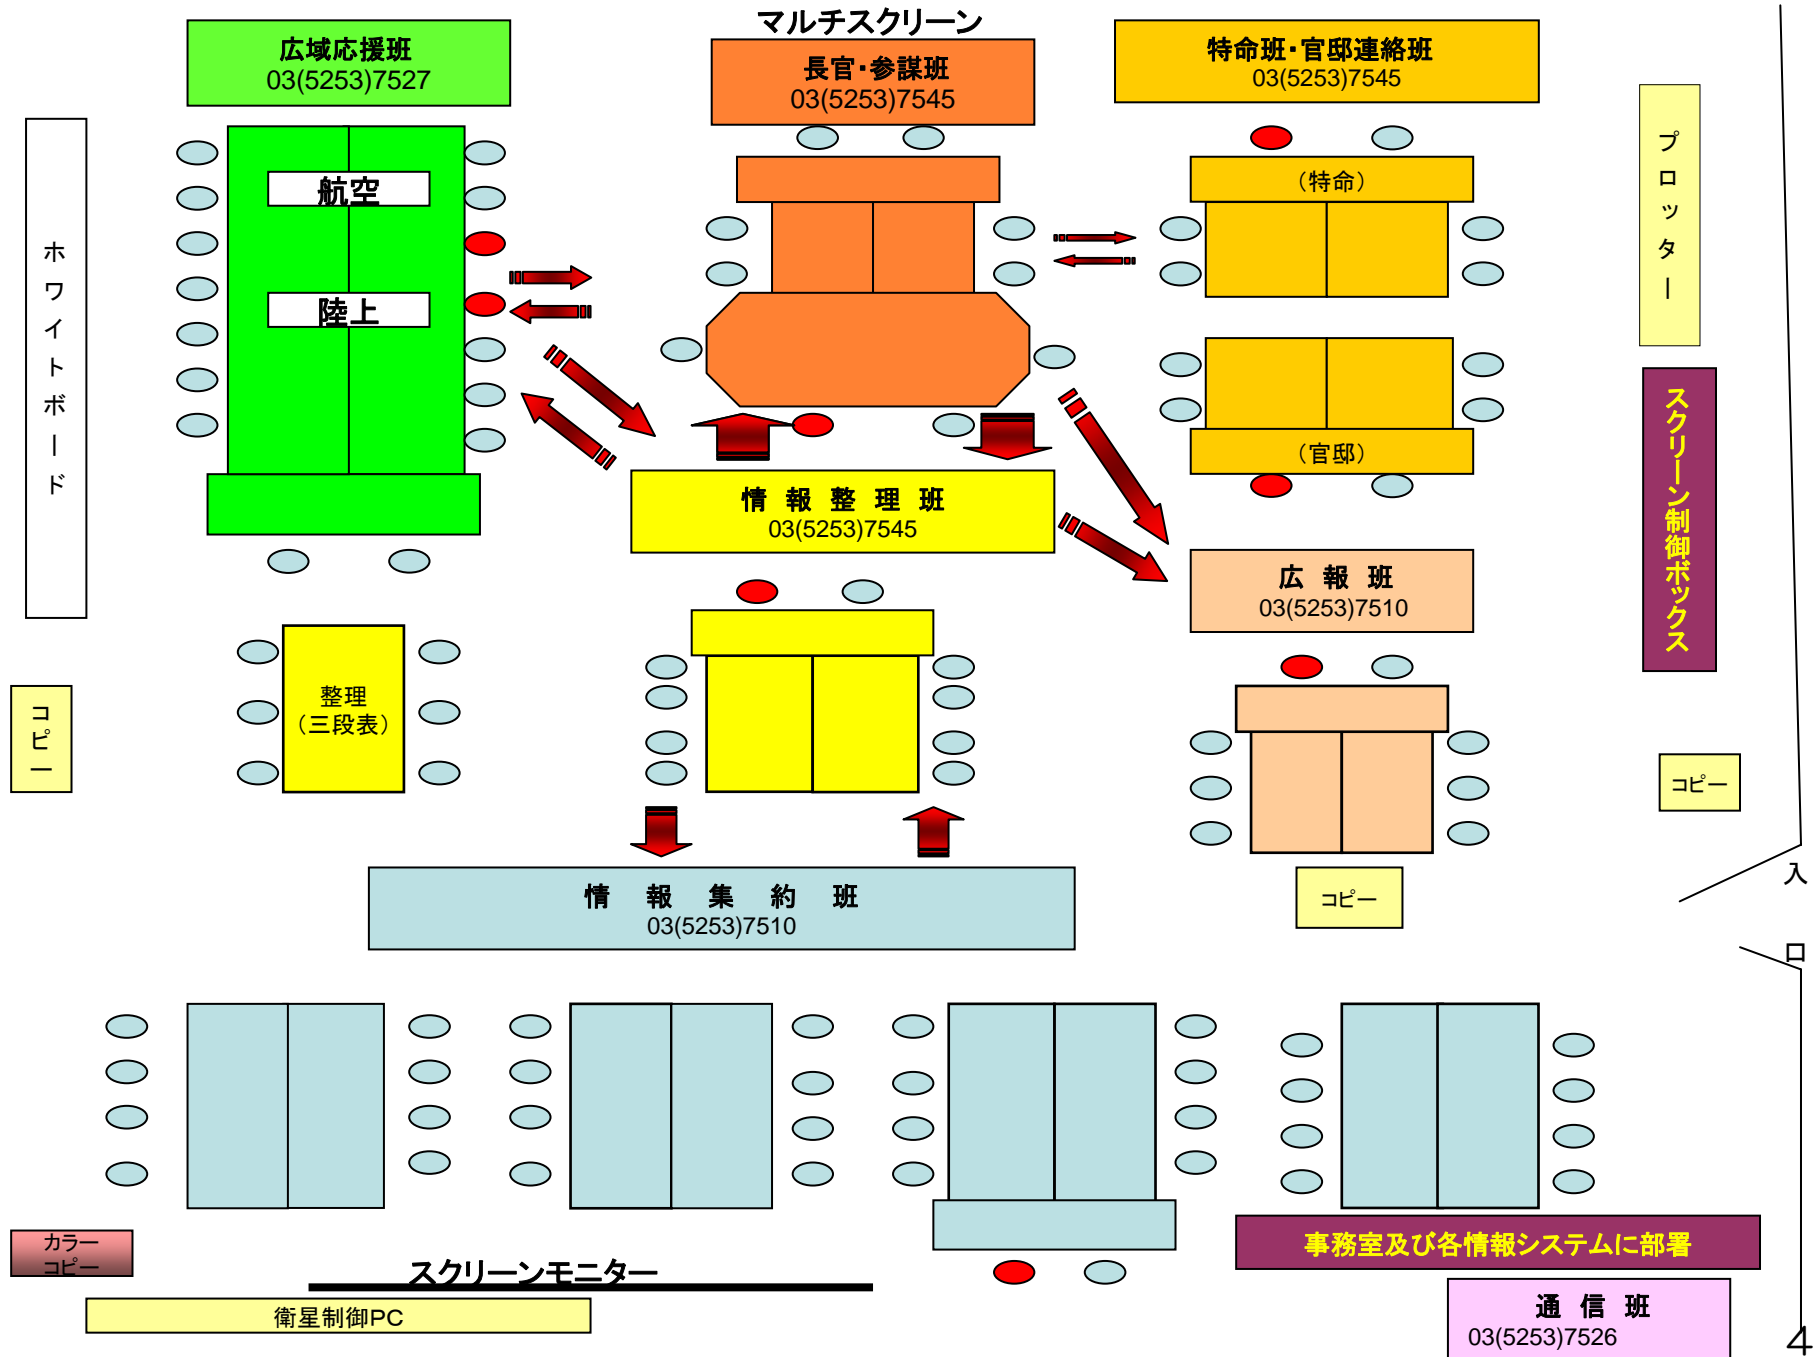 マルチスクリーン
広域応援班
03(5253)7527
長官・参謀班
03(5253)7545
特命班・官邸連絡班
03(5253)7545
ホワイトボード
航空
陸上
(特命)
(官邸)
プロッター
スクリーン制御ボックス
情報整理班
03(5253)7545
広報班
03(5253)7510
整理
(三段表)
コピー
コピー
コピー
入口
情報集約班
03(5253)7510
カラー
コピー
スクリーンモニター
衛星制御PC
事務室及び各情報システムに部署
通信班
03(5253)7526
4